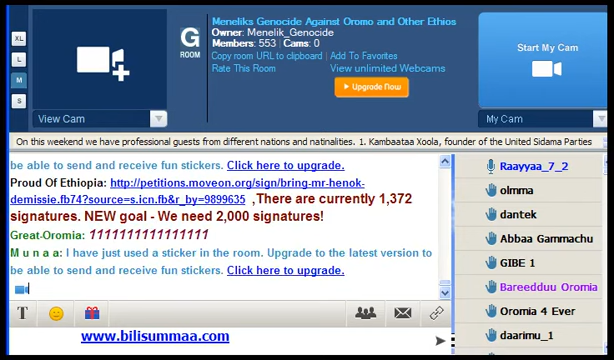 XL
L
M
S
View Cam
G
ROOM
Meneliks Genocide Against Oromo and Other Ethios
Owner: Menelik_Genocide
Members: 553 | Cams: 0
Copy room URL to clipboard | Add To Favorites
Rate This Room
View unlimited Webcams
Upgrade Now
Start My Cam
My Cam
On this weekend we have professional guests from different nations and natinalities. 1. Kambaataa Xoola, founder of the United Sidama Parties
be able to send and receive fun stickers. Click here to upgrade.
Proud Of Ethiopia: http://petitions.moveon.org/sign/bring-mr-henok-
demissie.fb74?source=s.icn.fb&r_by=9899635 ,There are currently 1,372
signatures. NEW goal - We need 2,000 signatures!
Great-Oromia: 1111111111111111
M u n a a: I have just used a sticker in the room. Upgrade to the latest version to
be able to send and receive fun stickers. Click here to upgrade.
T
www.bilisummaa.com
Raayyaa_7_2
olmma
dantek
Abbaa Gammachu
GIBE 1
Bareedduu Oromia
Oromia 4 Ever
daarimu_1